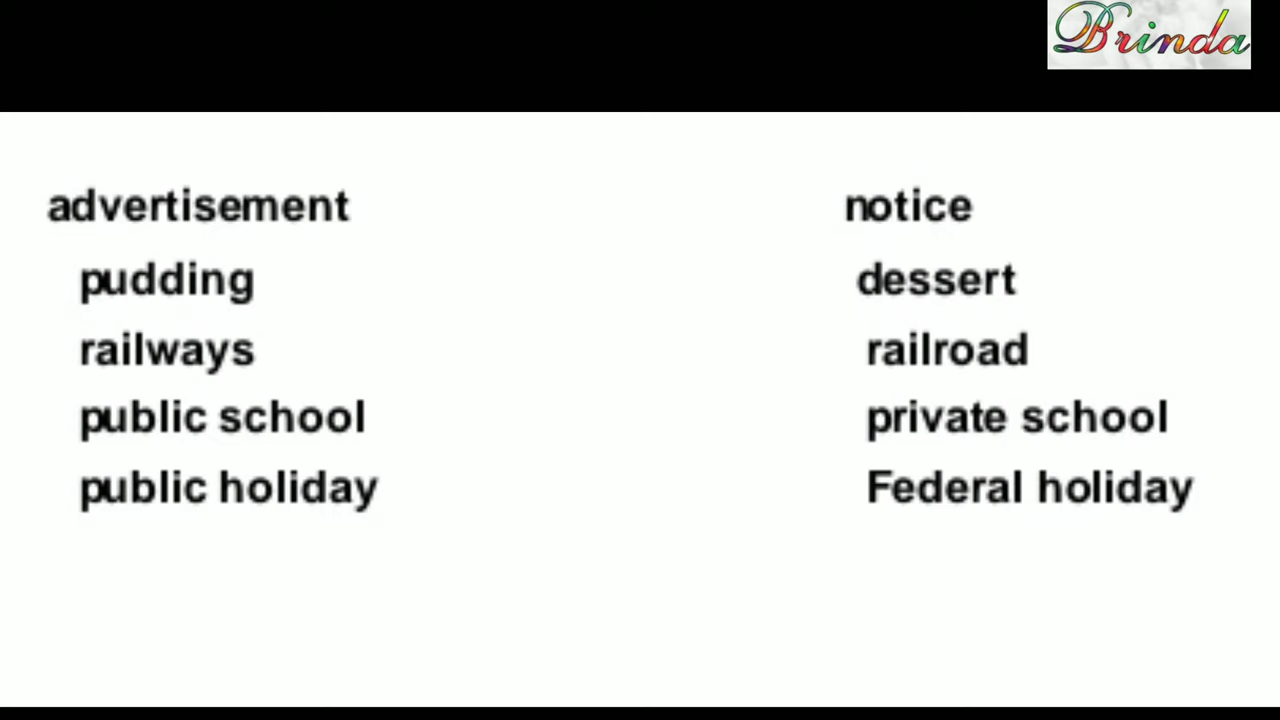 Brinda
advertisement notice
pudding dessert
railways railroad
public school private school
public holiday Federal holiday